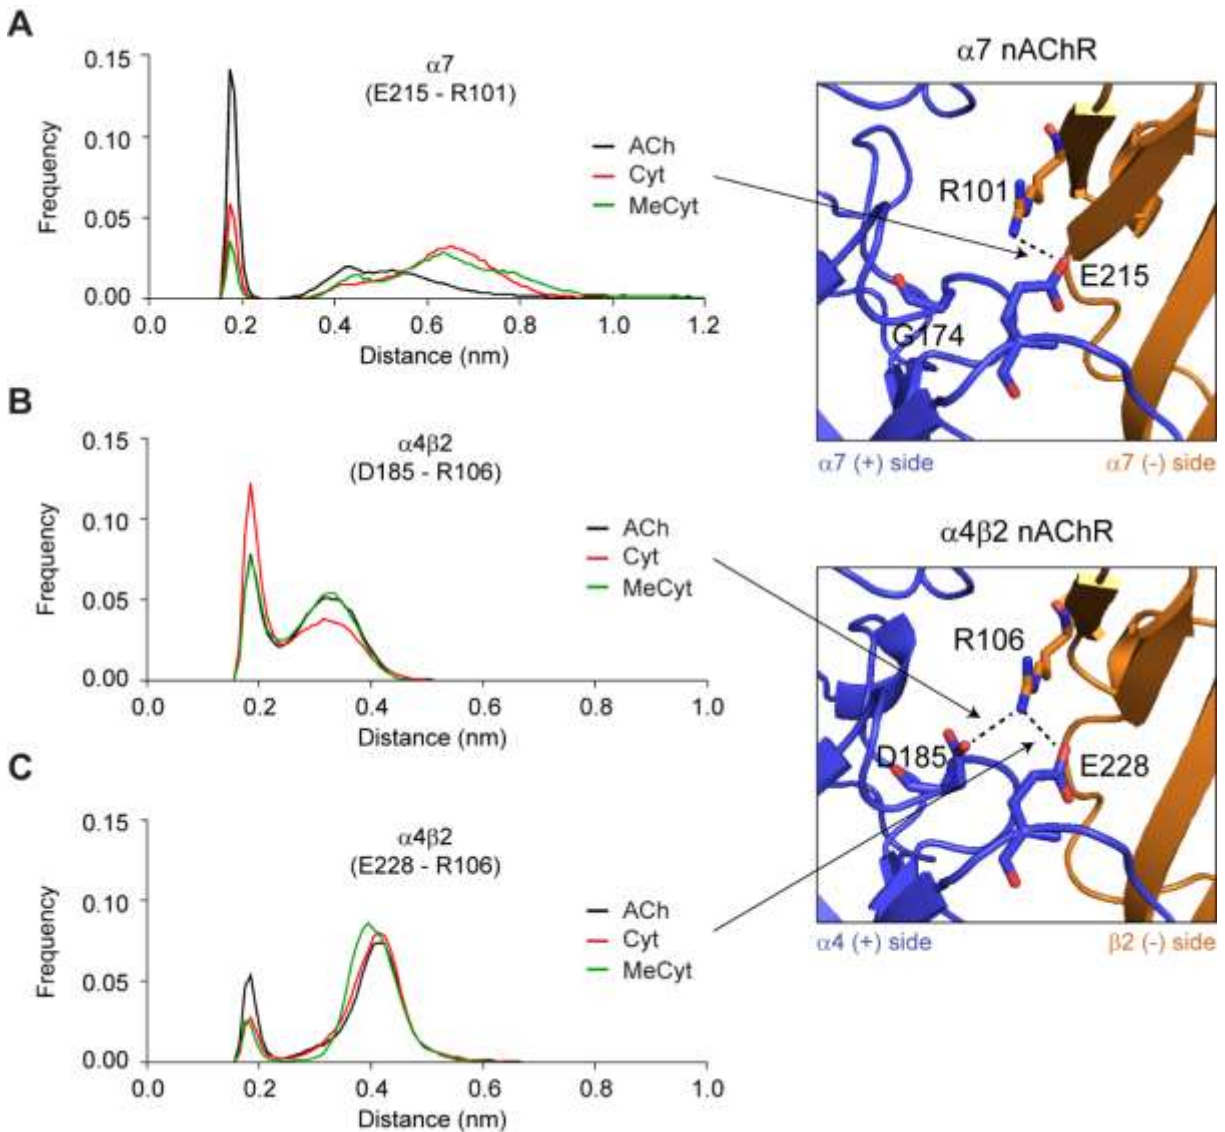 A
α7
(E215 - R101)
0.15
0.10
0.05
0.00
Frequency
ACh
Cyt
MeCyt
0.0 0.2 0.4 0.6 0.8 1.0 1.2
Distance (nm)
α7 nAChR
R101
E215
G174
α7 (+) side
α7 (-) side
B
α4β2
(D185 - R106)
0.15
0.10
0.05
0.00
Frequency
ACh
Cyt
MeCyt
0.0 0.2 0.4 0.6 0.8 1.0
Distance (nm)
α4β2 nAChR
R106
D185
E228
α4 (+) side
β2 (-) side
C
α4β2
(E228 - R106)
0.15
0.10
0.05
0.00
Frequency
ACh
Cyt
MeCyt
0.0 0.2 0.4 0.6 0.8 1.0
Distance (nm)